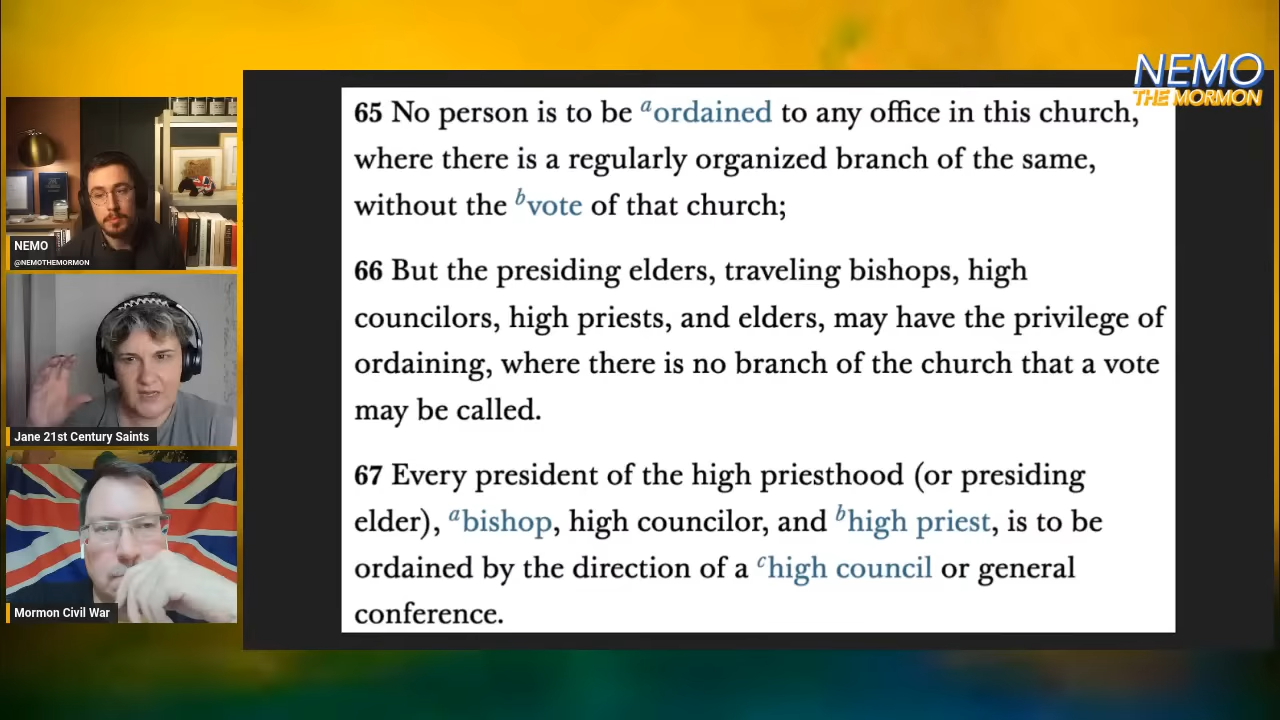 NEMO
THE MORMON
NEMO
@NEMOTHEMORMON
Jane 21st Century Saints
Mormon Civil War
65 No person is to be aordained to any office in this church,
where there is a regularly organized branch of the same,
without the bvote of that church;
66 But the presiding elders, traveling bishops, high
councilors, high priests, and elders, may have the privilege of
ordaining, where there is no branch of the church that a vote
may be called.
67 Every president of the high priesthood (or presiding
elder), abishop, high councilor, and bhigh priest, is to be
ordained by the direction of a chigh council or general
conference.